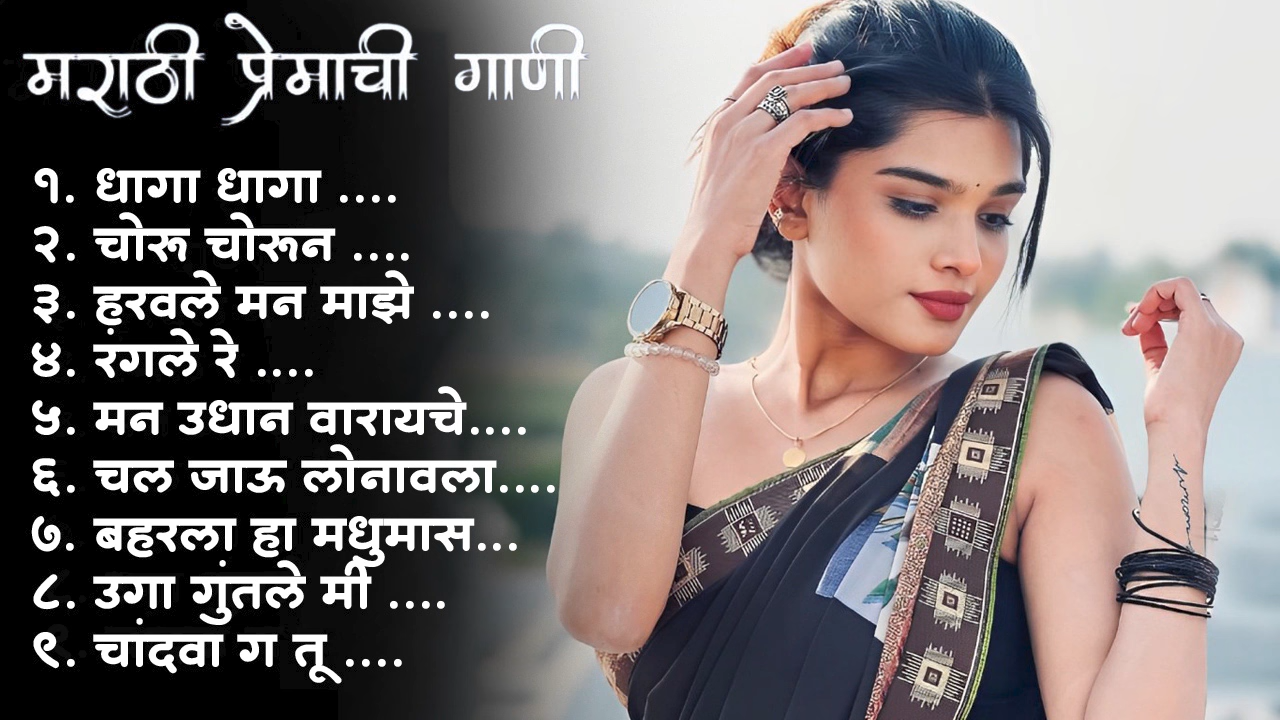 मराठी प्रेमाची गाणी
१. धागा धागा ....
२. चोरू चोरून ....
३. हरवले मन माझे ....
४. रंगले रे ....
५. मन उधान वारायचे....
६. चल जाऊ लोनावला....
७. बहरला हा मधुमास...
८. उगा गुंतले मी ....
९. चांदवा ग तू ....